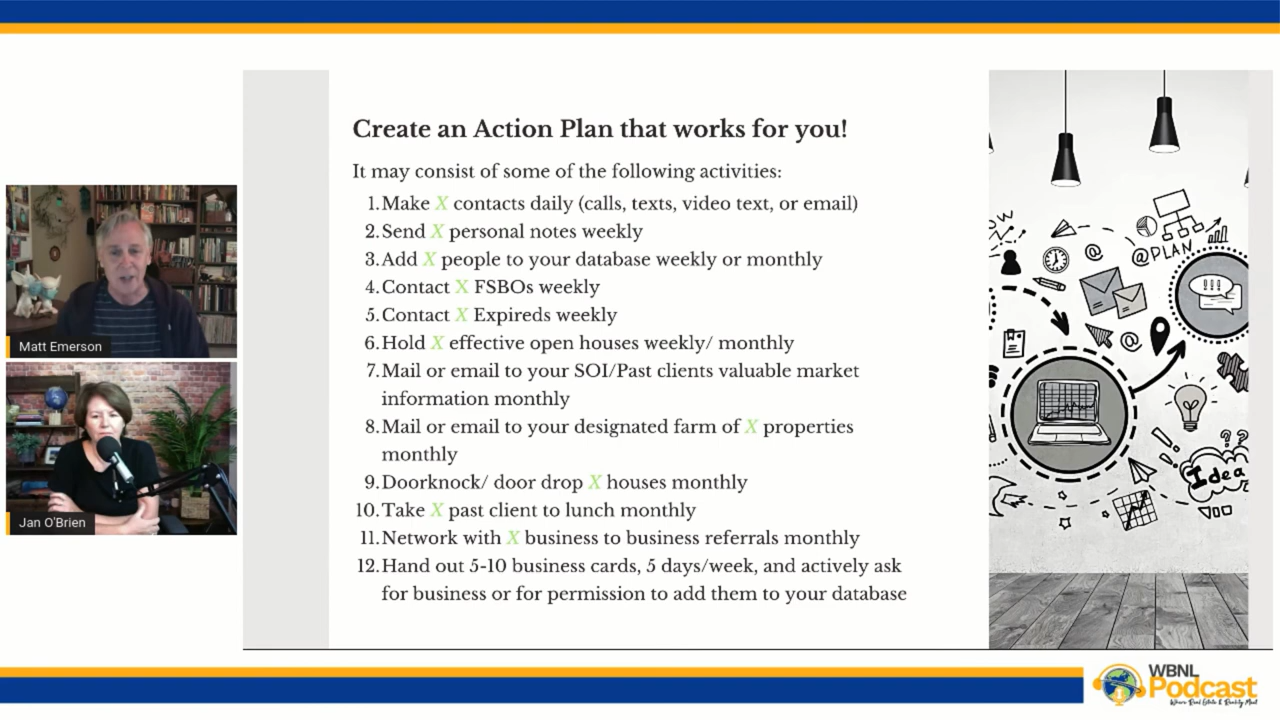 Create an Action Plan that works for you!
It may consist of some of the following activities:
1. Make X contacts daily (calls, texts, video text, or email)
2. Send X personal notes weekly
3. Add X people to your database weekly or monthly
4. Contact X FSBOs weekly
5. Contact X Expireds weekly
6. Hold X effective open houses weekly/ monthly
7. Mail or email to your SOI/Past clients valuable market
information monthly
8. Mail or email to your designated farm of X properties
monthly
9. Doorknock/ door drop X houses monthly
10. Take X past client to lunch monthly
11. Network with X business to business referrals monthly
12. Hand out 5-10 business cards, 5 days/week, and actively ask
for business or for permission to add them to your database
Matt Emerson
Jan O'Brien
@PLAN
Idea
WBNL
Podcast
Where Real Estate & Reality Meet